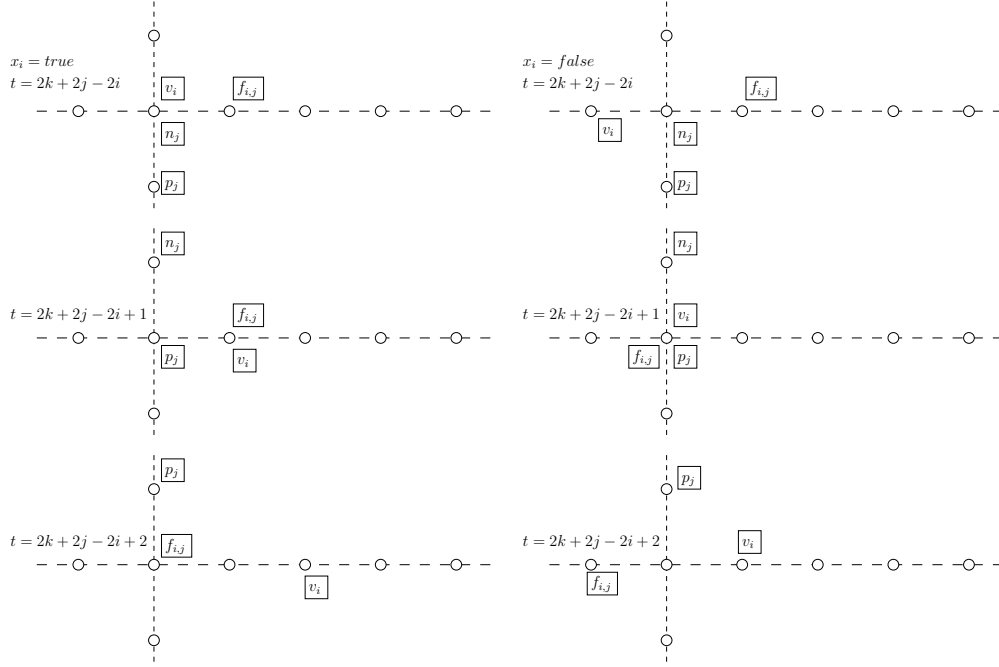 x_i = true
t = 2k + 2j − 2i
v_i
f_{i,j}
n_j
p_j
n_j
t = 2k + 2j − 2i + 1
f_{i,j}
p_j
v_i
p_j
t = 2k + 2j − 2i + 2
f_{i,j}
v_i
x_i = false
t = 2k + 2j − 2i
f_{i,j}
v_i
n_j
p_j
n_j
t = 2k + 2j − 2i + 1
v_i
f_{i,j}
p_j
p_j
t = 2k + 2j − 2i + 2
v_i
f_{i,j}